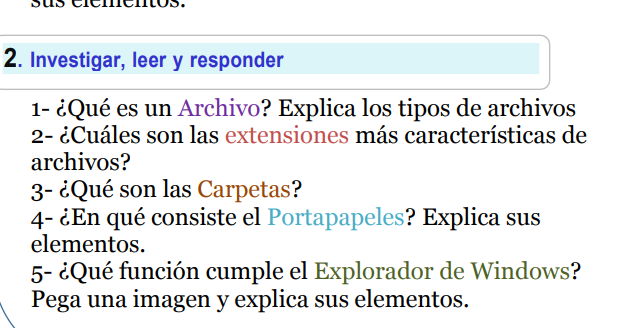 sus elementos.
2. Investigar, leer y responder
1- ¿Qué es un Archivo? Explica los tipos de archivos
2- ¿Cuáles son las extensiones más características de
archivos?
3- ¿Qué son las Carpetas?
4- ¿En qué consiste el Portapapeles? Explica sus
elementos.
5- ¿Qué función cumple el Explorador de Windows?
Pega una imagen y explica sus elementos.